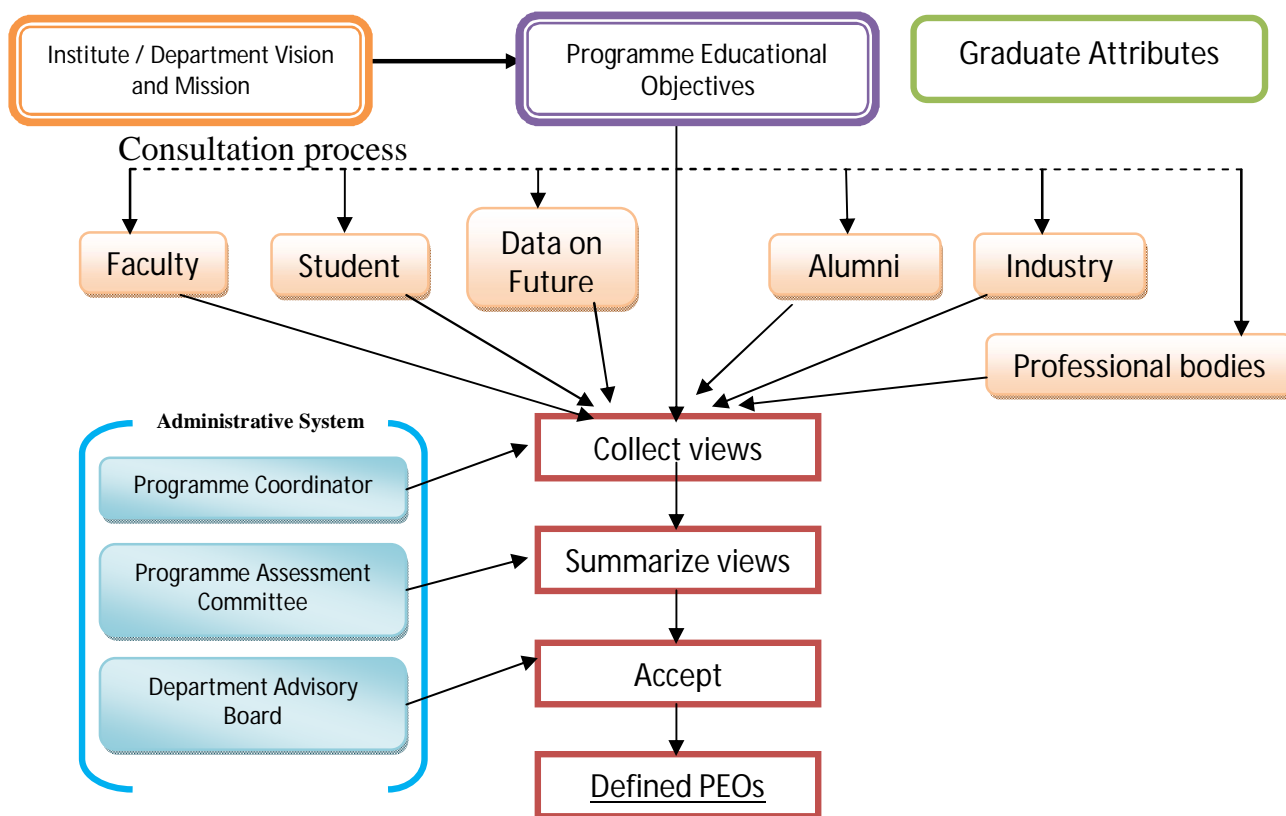 Institute / Department Vision
and Mission
Programme Educational
Objectives
Graduate Attributes
Consultation process
Faculty
Student
Data on
Future
Alumni
Industry
Professional bodies
Administrative System
Programme Coordinator
Programme Assessment
Committee
Department Advisory
Board
Collect views
Summarize views
Accept
Defined PEOs